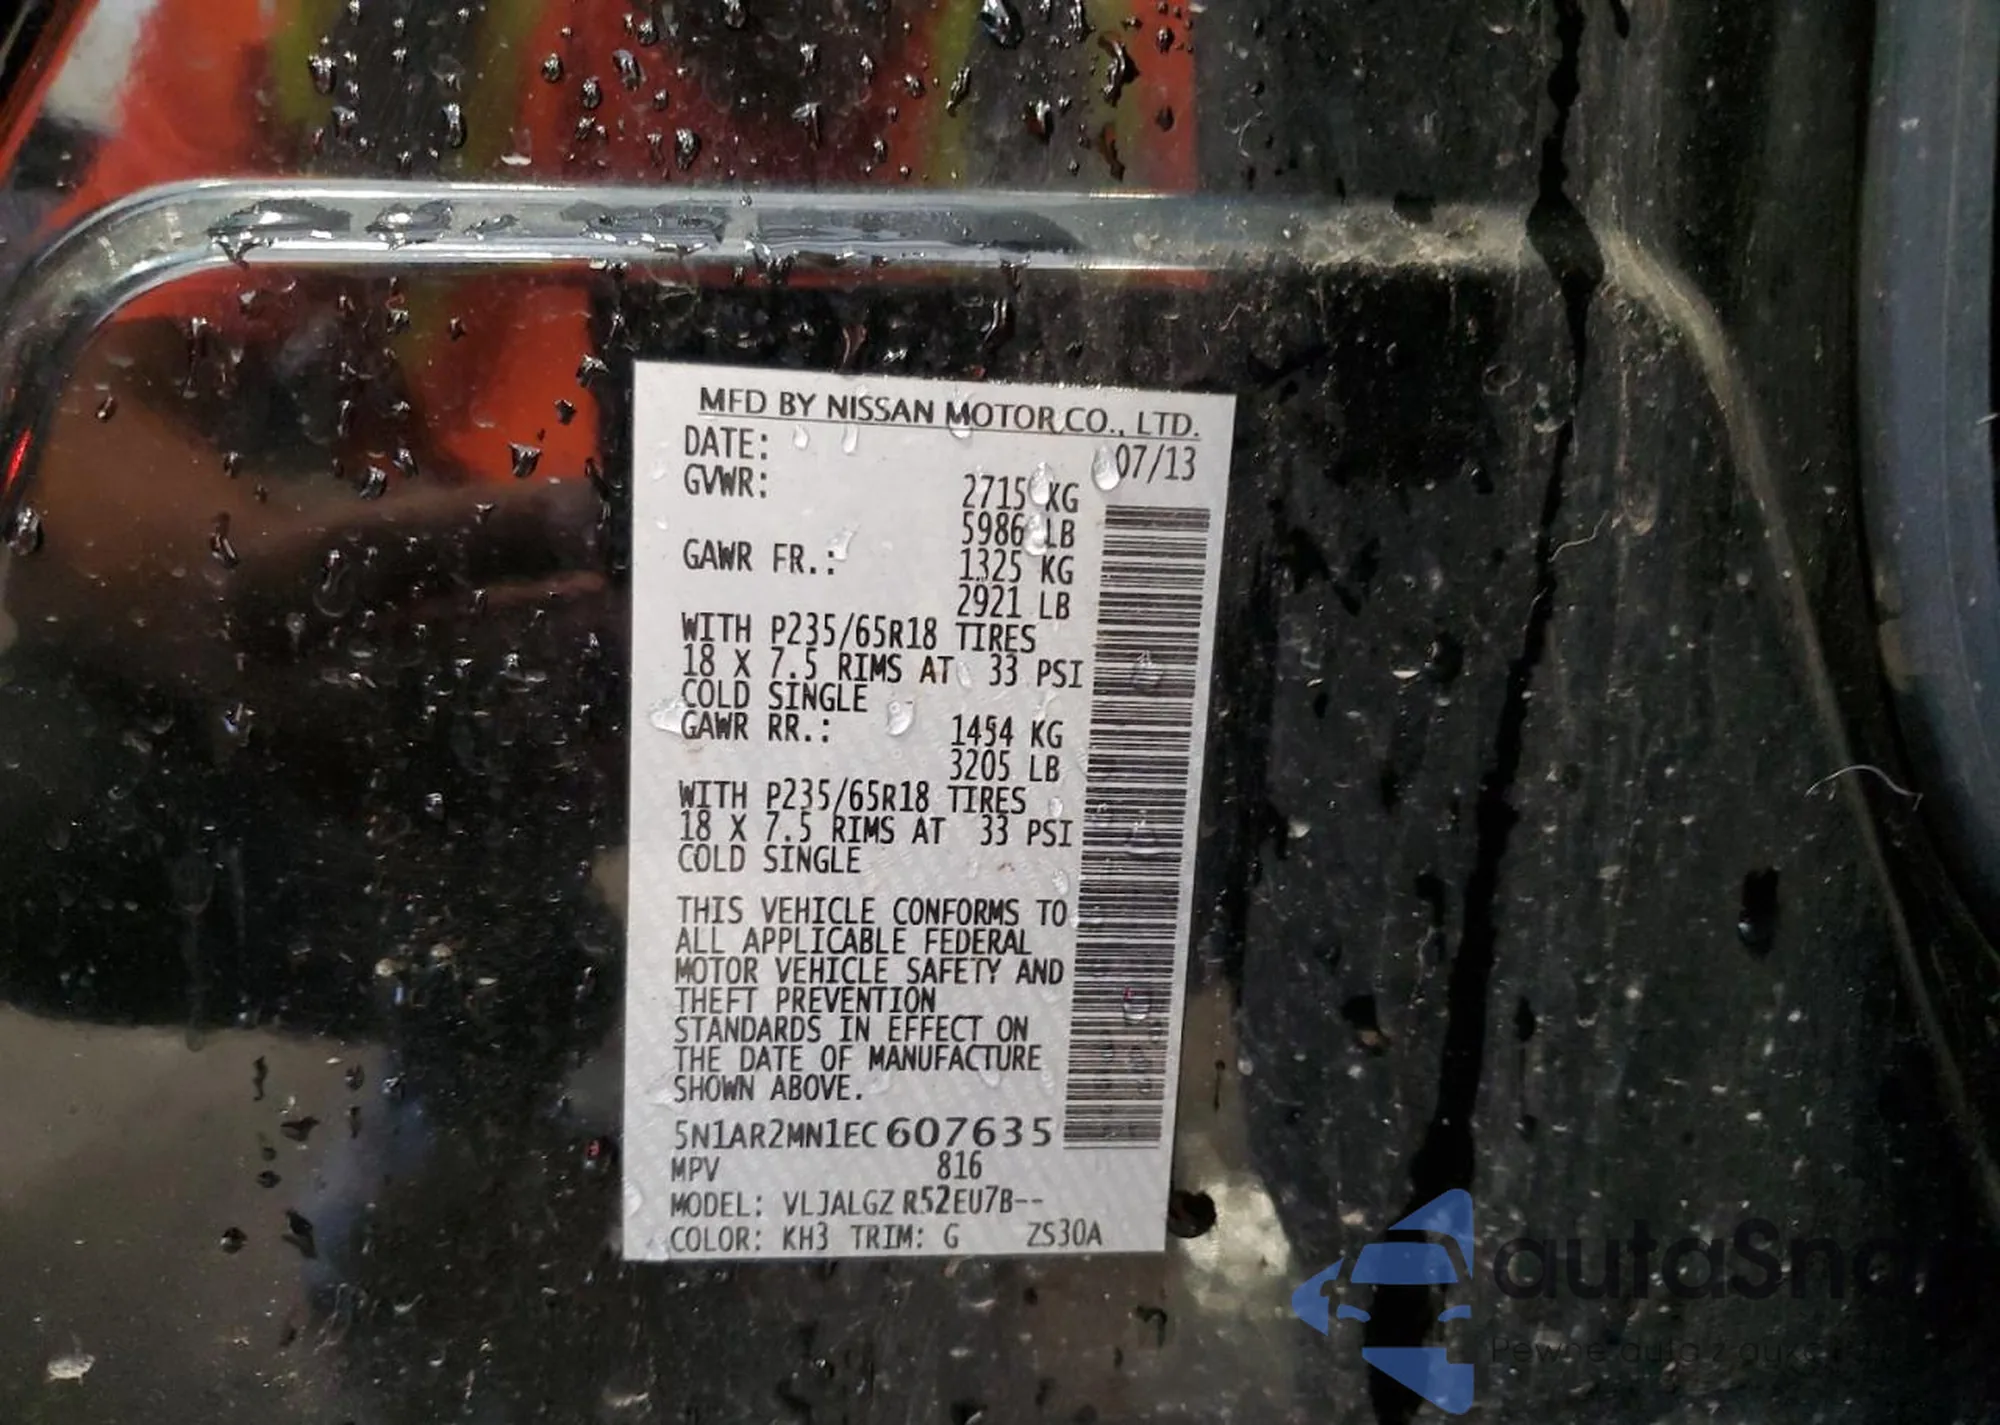 MFD BY NISSAN MOTOR CO., LTD.
DATE: 07/13
GVWR: 2715 KG
5986 LB
GAWR FR.: 1325 KG
2921 LB
WITH P235/65R18 TIRES
18 X 7.5 RIMS AT 33 PSI
COLD SINGLE
GAWR RR.: 1454 KG
3205 LB
WITH P235/65R18 TIRES
18 X 7.5 RIMS AT 33 PSI
COLD SINGLE
THIS VEHICLE CONFORMS TO
ALL APPLICABLE FEDERAL
MOTOR VEHICLE SAFETY AND
THEFT PREVENTION
STANDARDS IN EFFECT ON
THE DATE OF MANUFACTURE
SHOWN ABOVE.
5N1AR2MN1EC607635
MPV 816
MODEL: VLJALGZ R52EU7B--
COLOR: KH3 TRIM: G ZS30A
autaSna
Pewne auta z